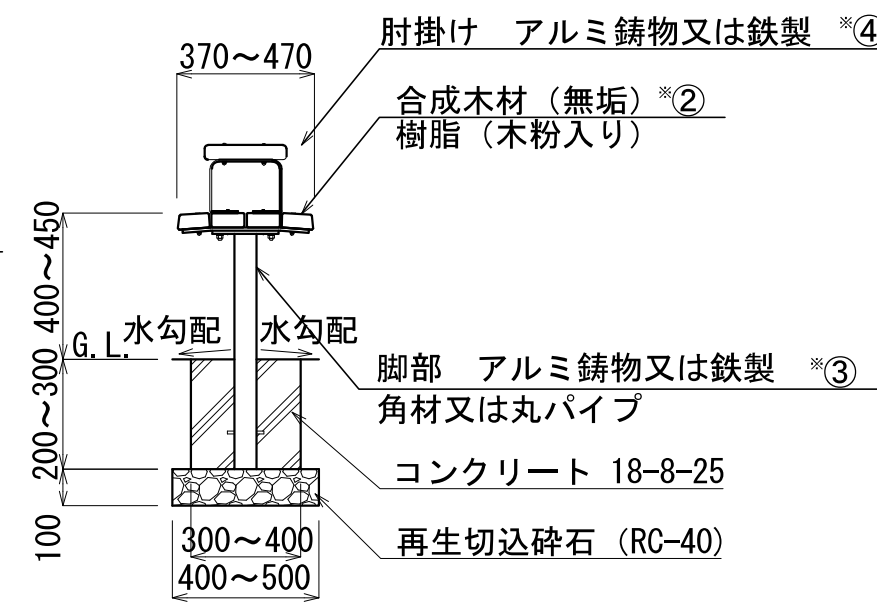 肘掛け　アルミ鋳物又は鉄製　※④
370～470
合成木材（無垢）※②
樹脂（木粉入り）
400～450
G.L.
水勾配
水勾配
脚部　アルミ鋳物又は鉄製　※③
角材又は丸パイプ
200～300
コンクリート 18-8-25
100
300～400
再生切込砕石（RC-40）
400～500